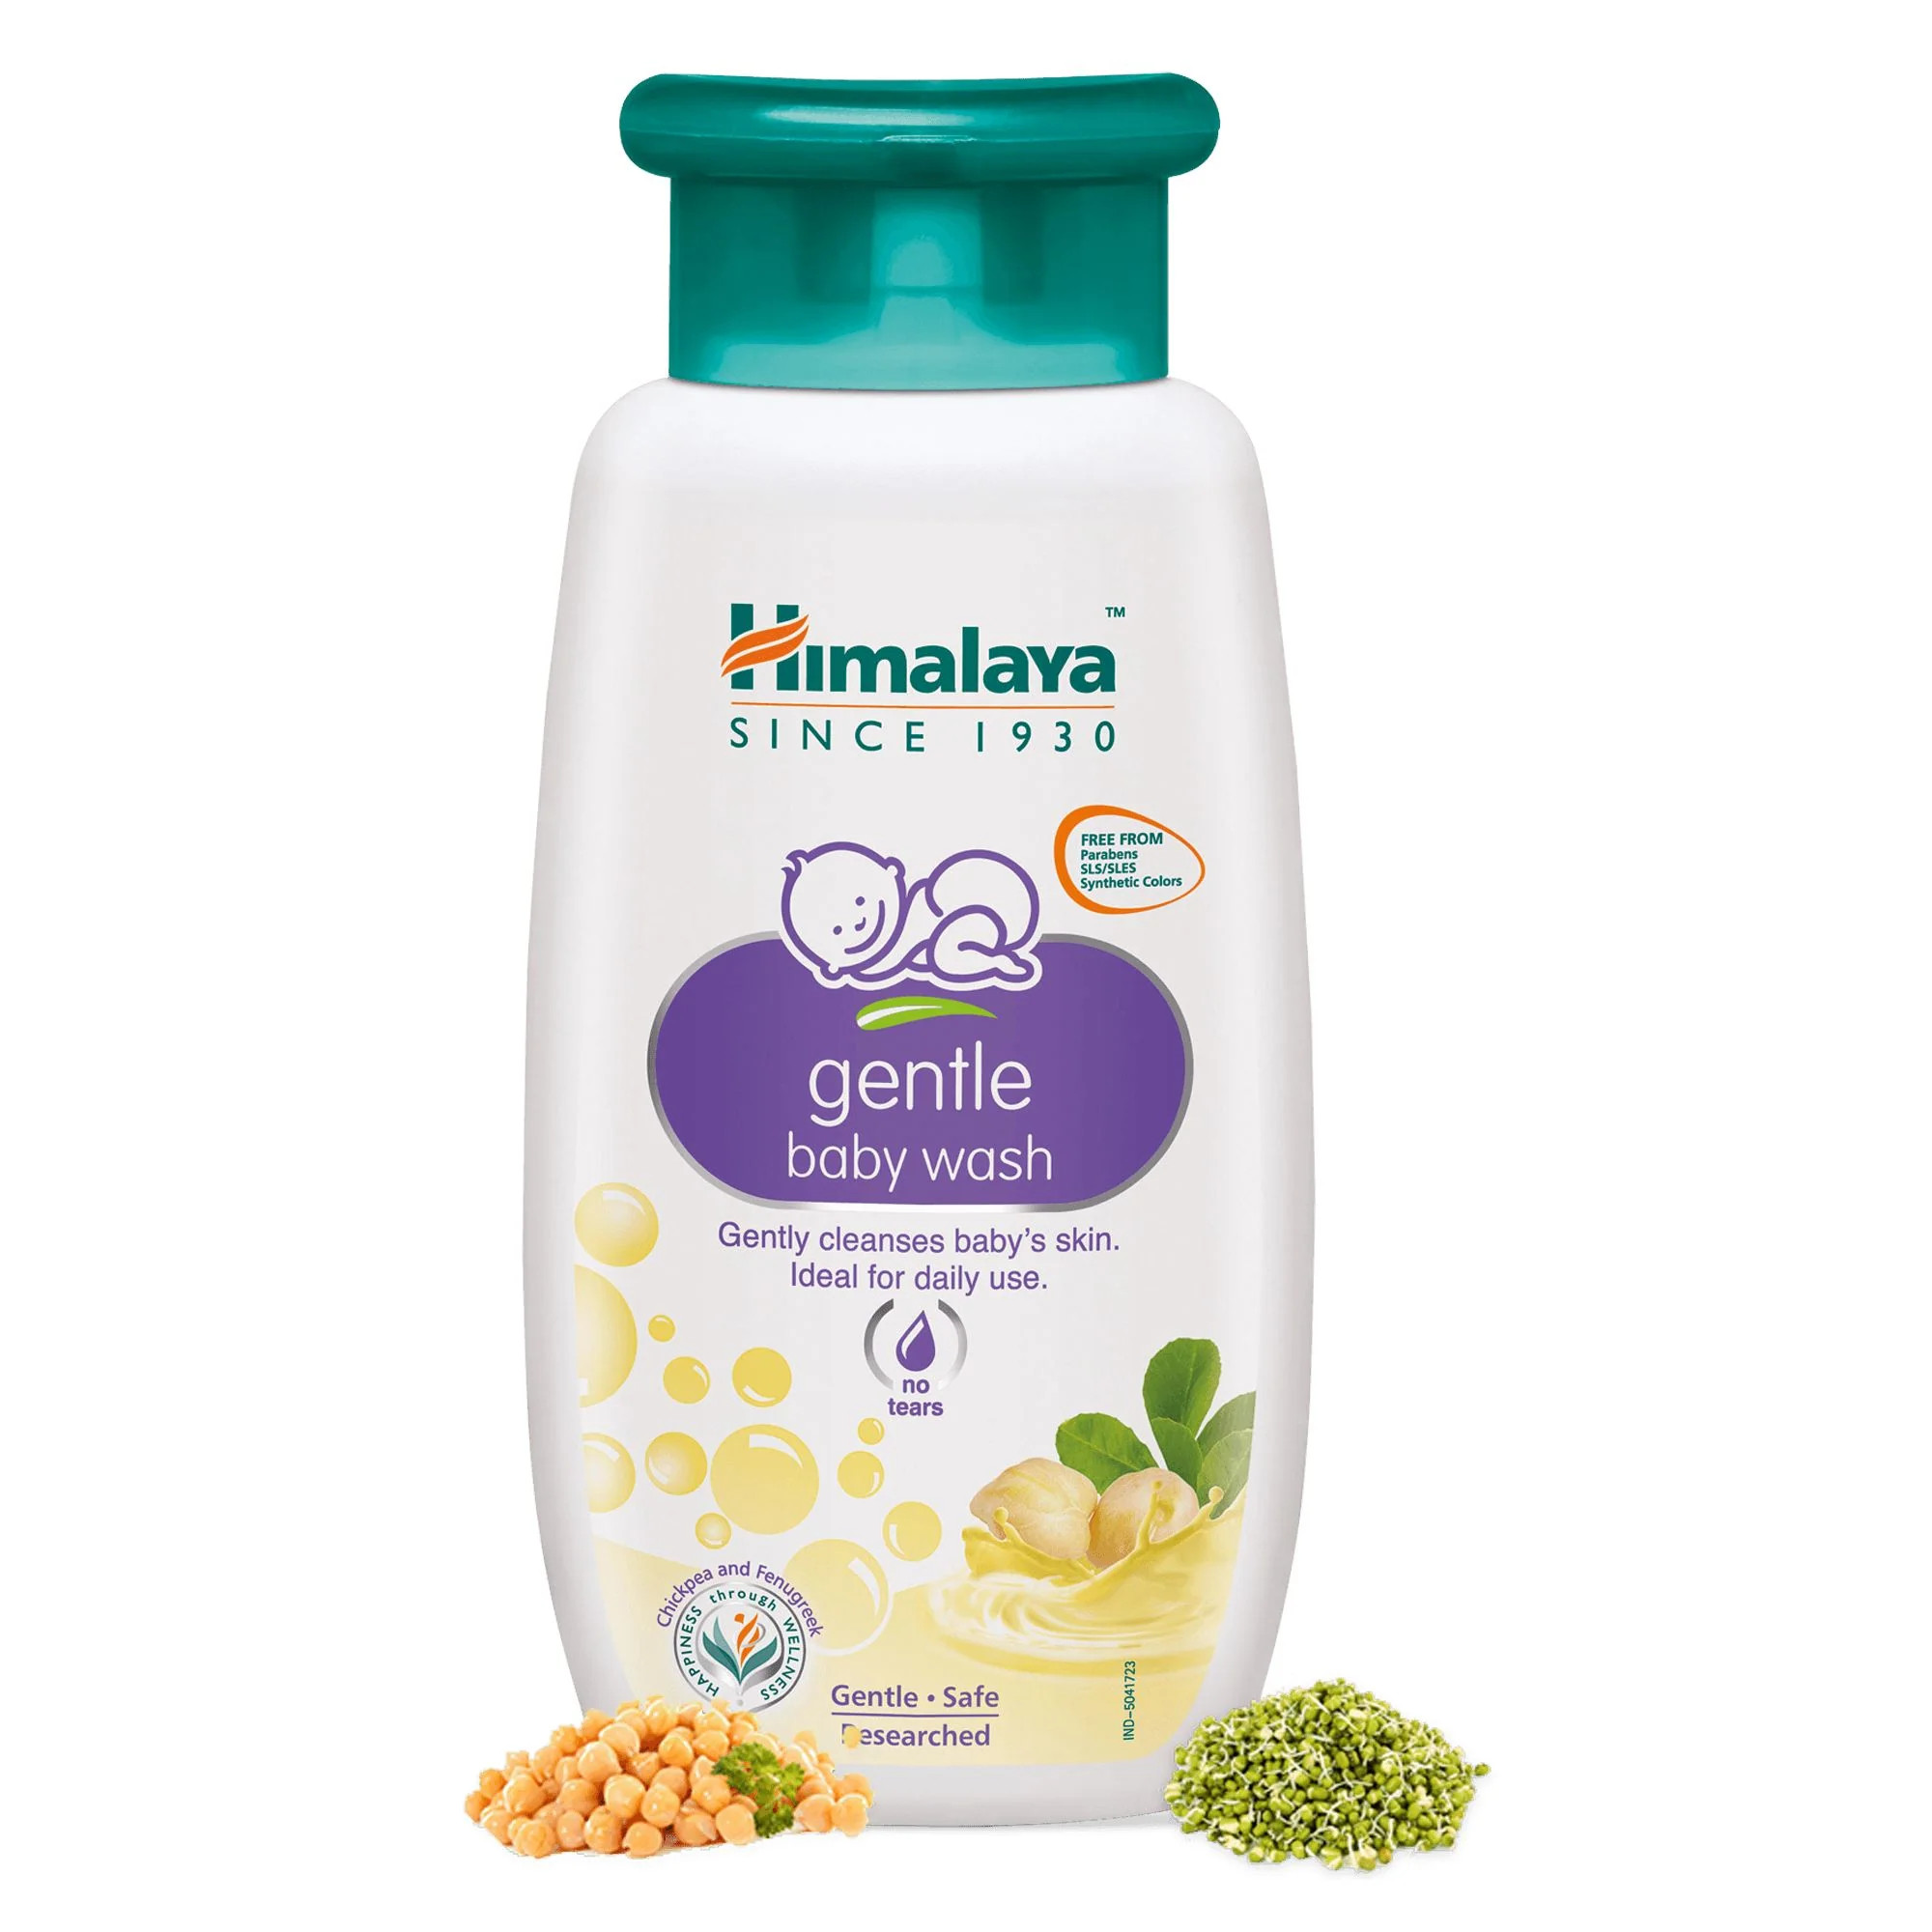 Himalaya™
SINCE 1930
FREE FROM
Parabens
SLS/SLES
Synthetic Colors
gentle
baby wash
Gently cleanses baby's skin.
Ideal for daily use.
no
tears
Chickpea and Fenugreek
HAPPINESS through WELLNESS
Gentle • Safe
Researched
IND-5041723